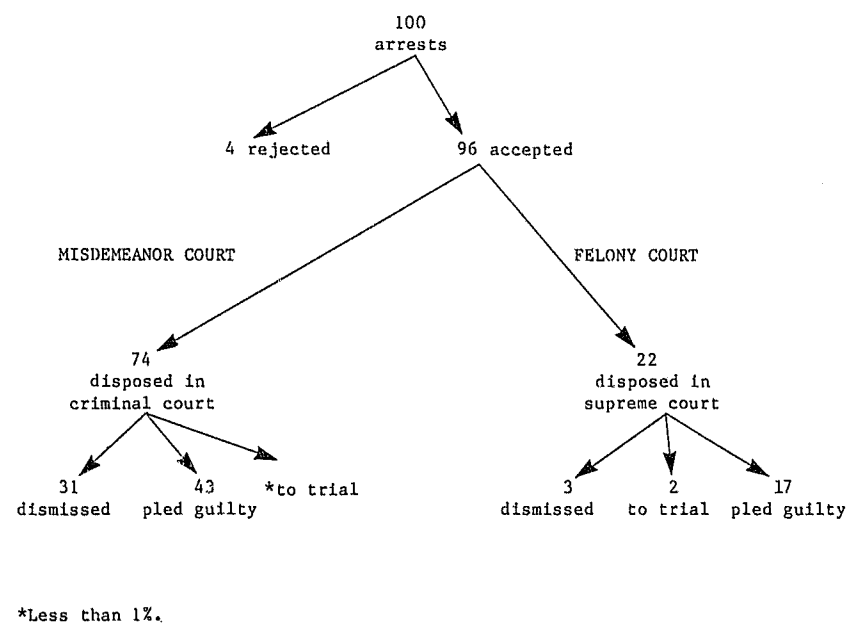 100
arrests
4 rejected
96 accepted
MISDEMEANOR COURT
FELONY COURT
74
disposed in
criminal court
22
disposed in
supreme court
31
dismissed
43
pled guilty
*to trial
3
dismissed
2
to trial
17
pled guilty
*Less than 1%.